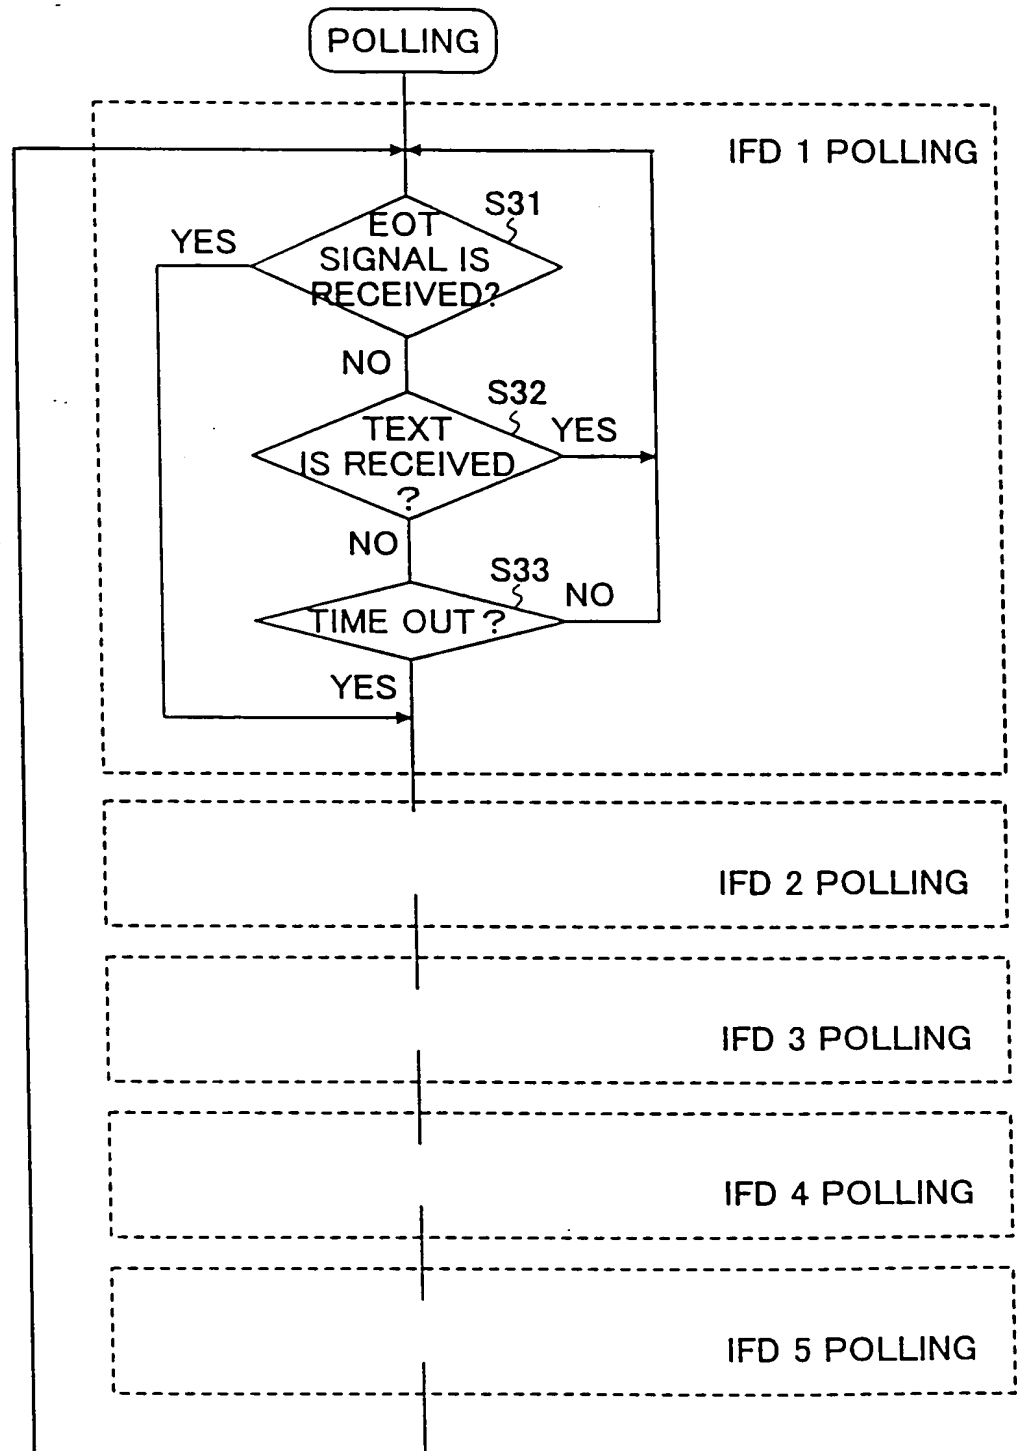 POLLING
IFD 1 POLLING
S31
YES
EOT
SIGNAL IS
RECEIVED?
NO
S32
TEXT
IS RECEIVED
?
YES
NO
S33
TIME OUT ?
NO
YES
IFD 2 POLLING
IFD 3 POLLING
IFD 4 POLLING
IFD 5 POLLING